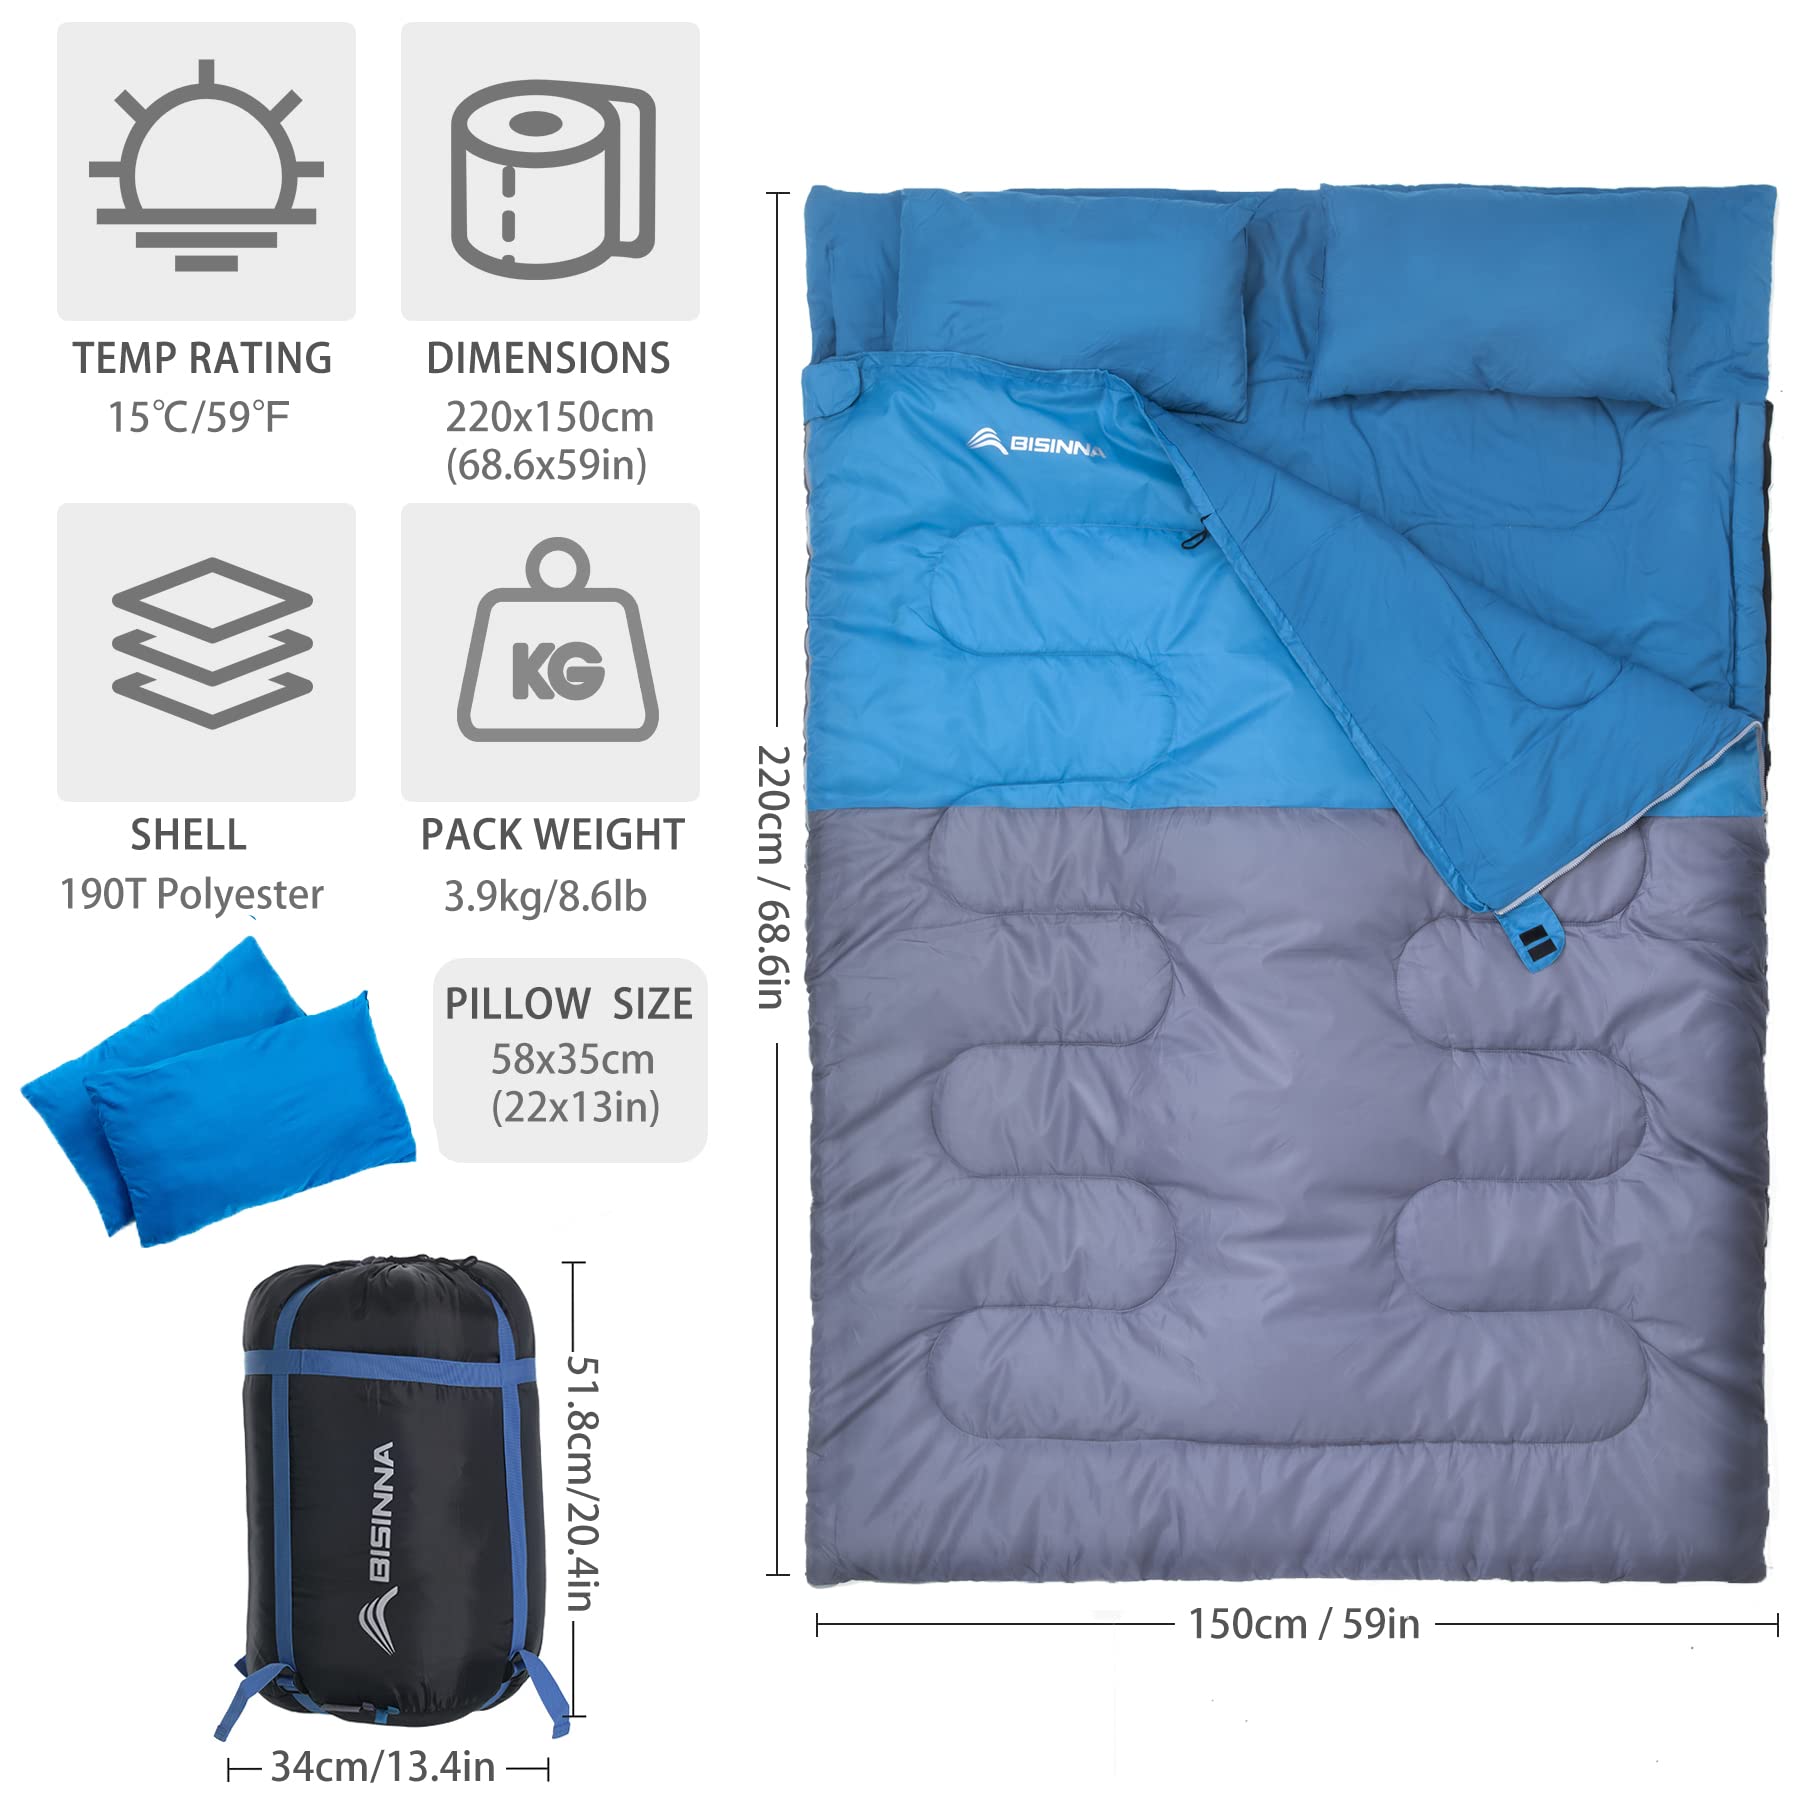 TEMP RATING
15°C/59°F
DIMENSIONS
220x150cm
(68.6x59in)
KG
SHELL
190T Polyester
PACK WEIGHT
3.9kg/8.6lb
PILLOW SIZE
58x35cm
(22x13in)
BISINNA
51.8cm/20.4in
34cm/13.4in
BISINNA
220cm / 68.6in
150cm / 59in